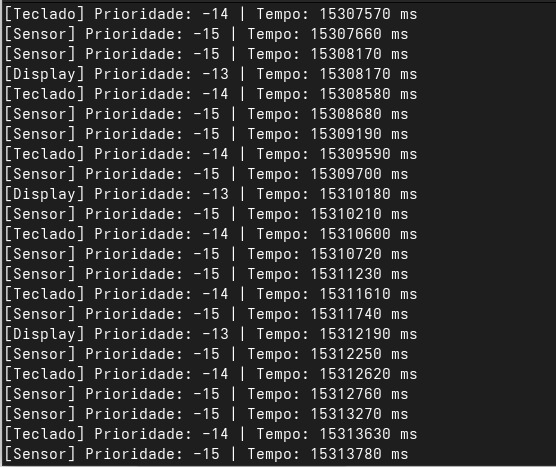 [Teclado] Prioridade: -14 | Tempo: 15307570 ms
[Sensor] Prioridade: -15 | Tempo: 15307660 ms
[Sensor] Prioridade: -15 | Tempo: 15308170 ms
[Display] Prioridade: -13 | Tempo: 15308170 ms
[Teclado] Prioridade: -14 | Tempo: 15308580 ms
[Sensor] Prioridade: -15 | Tempo: 15308680 ms
[Sensor] Prioridade: -15 | Tempo: 15309190 ms
[Teclado] Prioridade: -14 | Tempo: 15309590 ms
[Sensor] Prioridade: -15 | Tempo: 15309700 ms
[Display] Prioridade: -13 | Tempo: 15310180 ms
[Sensor] Prioridade: -15 | Tempo: 15310210 ms
[Teclado] Prioridade: -14 | Tempo: 15310600 ms
[Sensor] Prioridade: -15 | Tempo: 15310720 ms
[Sensor] Prioridade: -15 | Tempo: 15311230 ms
[Teclado] Prioridade: -14 | Tempo: 15311610 ms
[Sensor] Prioridade: -15 | Tempo: 15311740 ms
[Display] Prioridade: -13 | Tempo: 15312190 ms
[Sensor] Prioridade: -15 | Tempo: 15312250 ms
[Teclado] Prioridade: -14 | Tempo: 15312620 ms
[Sensor] Prioridade: -15 | Tempo: 15312760 ms
[Sensor] Prioridade: -15 | Tempo: 15313270 ms
[Teclado] Prioridade: -14 | Tempo: 15313630 ms
[Sensor] Prioridade: -15 | Tempo: 15313780 ms